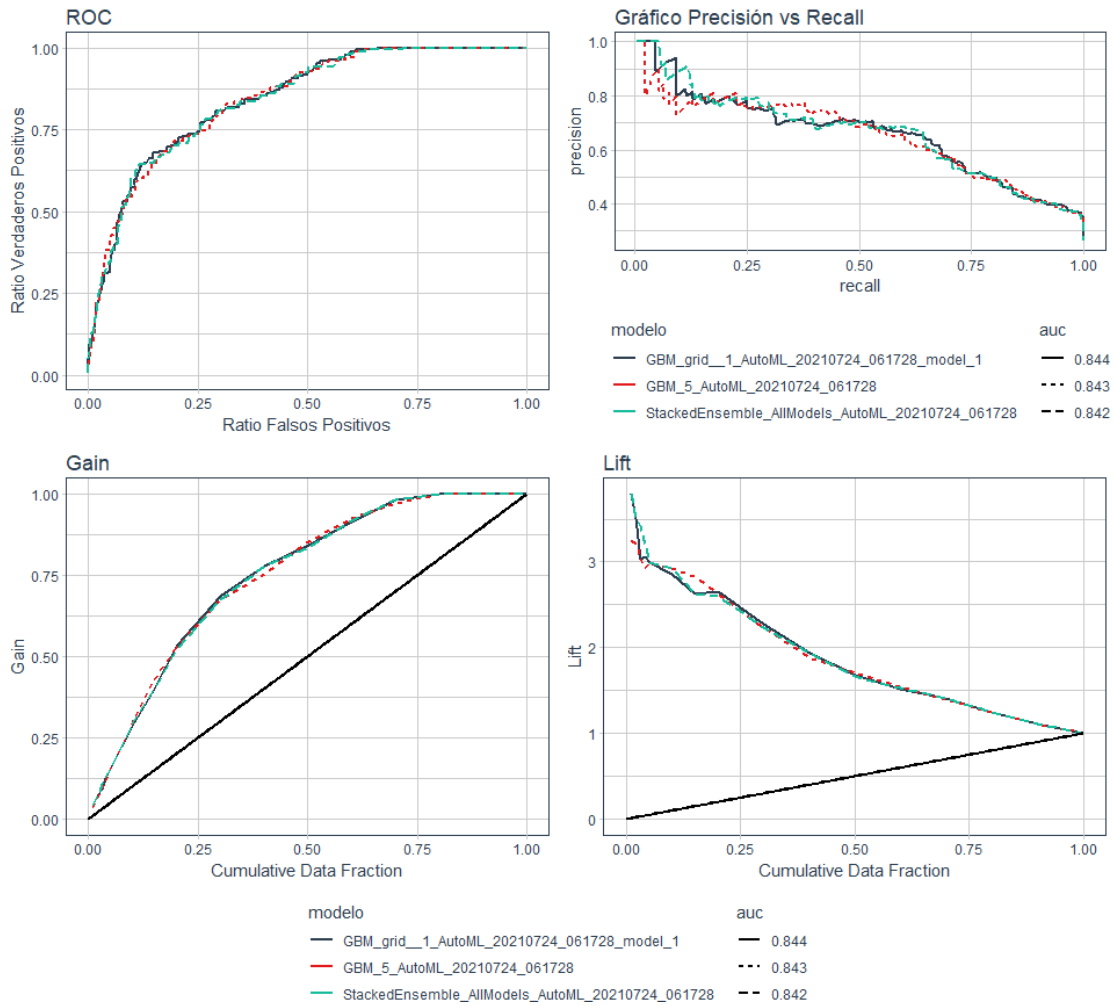 ROC
1.00
0.75
0.50
0.25
0.00
Ratio Verdaderos Positivos
0.00 0.25 0.50 0.75 1.00
Ratio Falsos Positivos
Gráfico Precisión vs Recall
1.0
0.8
0.6
0.4
precision
0.00 0.25 0.50 0.75 1.00
recall
modelo auc
GBM_grid__1_AutoML_20210724_061728_model_1 0.844
GBM_5_AutoML_20210724_061728 0.843
StackedEnsemble_AllModels_AutoML_20210724_061728 0.842
Gain
1.00
0.75
0.50
0.25
0.00
Gain
0.00 0.25 0.50 0.75 1.00
Cumulative Data Fraction
Lift
3
2
1
0
Lift
0.00 0.25 0.50 0.75 1.00
Cumulative Data Fraction
modelo auc
GBM_grid__1_AutoML_20210724_061728_model_1 0.844
GBM_5_AutoML_20210724_061728 0.843
StackedEnsemble_AllModels_AutoML_20210724_061728 0.842